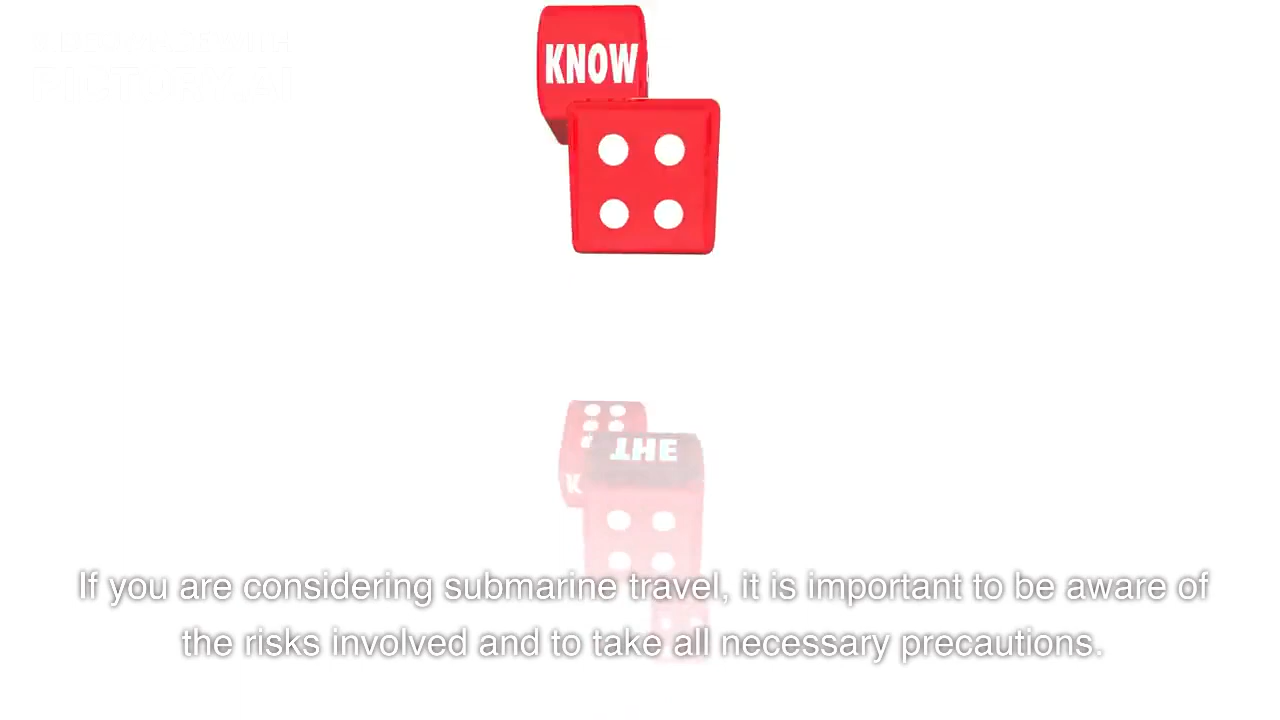 KNOW
THE
K
If you are considering submarine travel, it is important to be aware of
the risks involved and to take all necessary precautions.